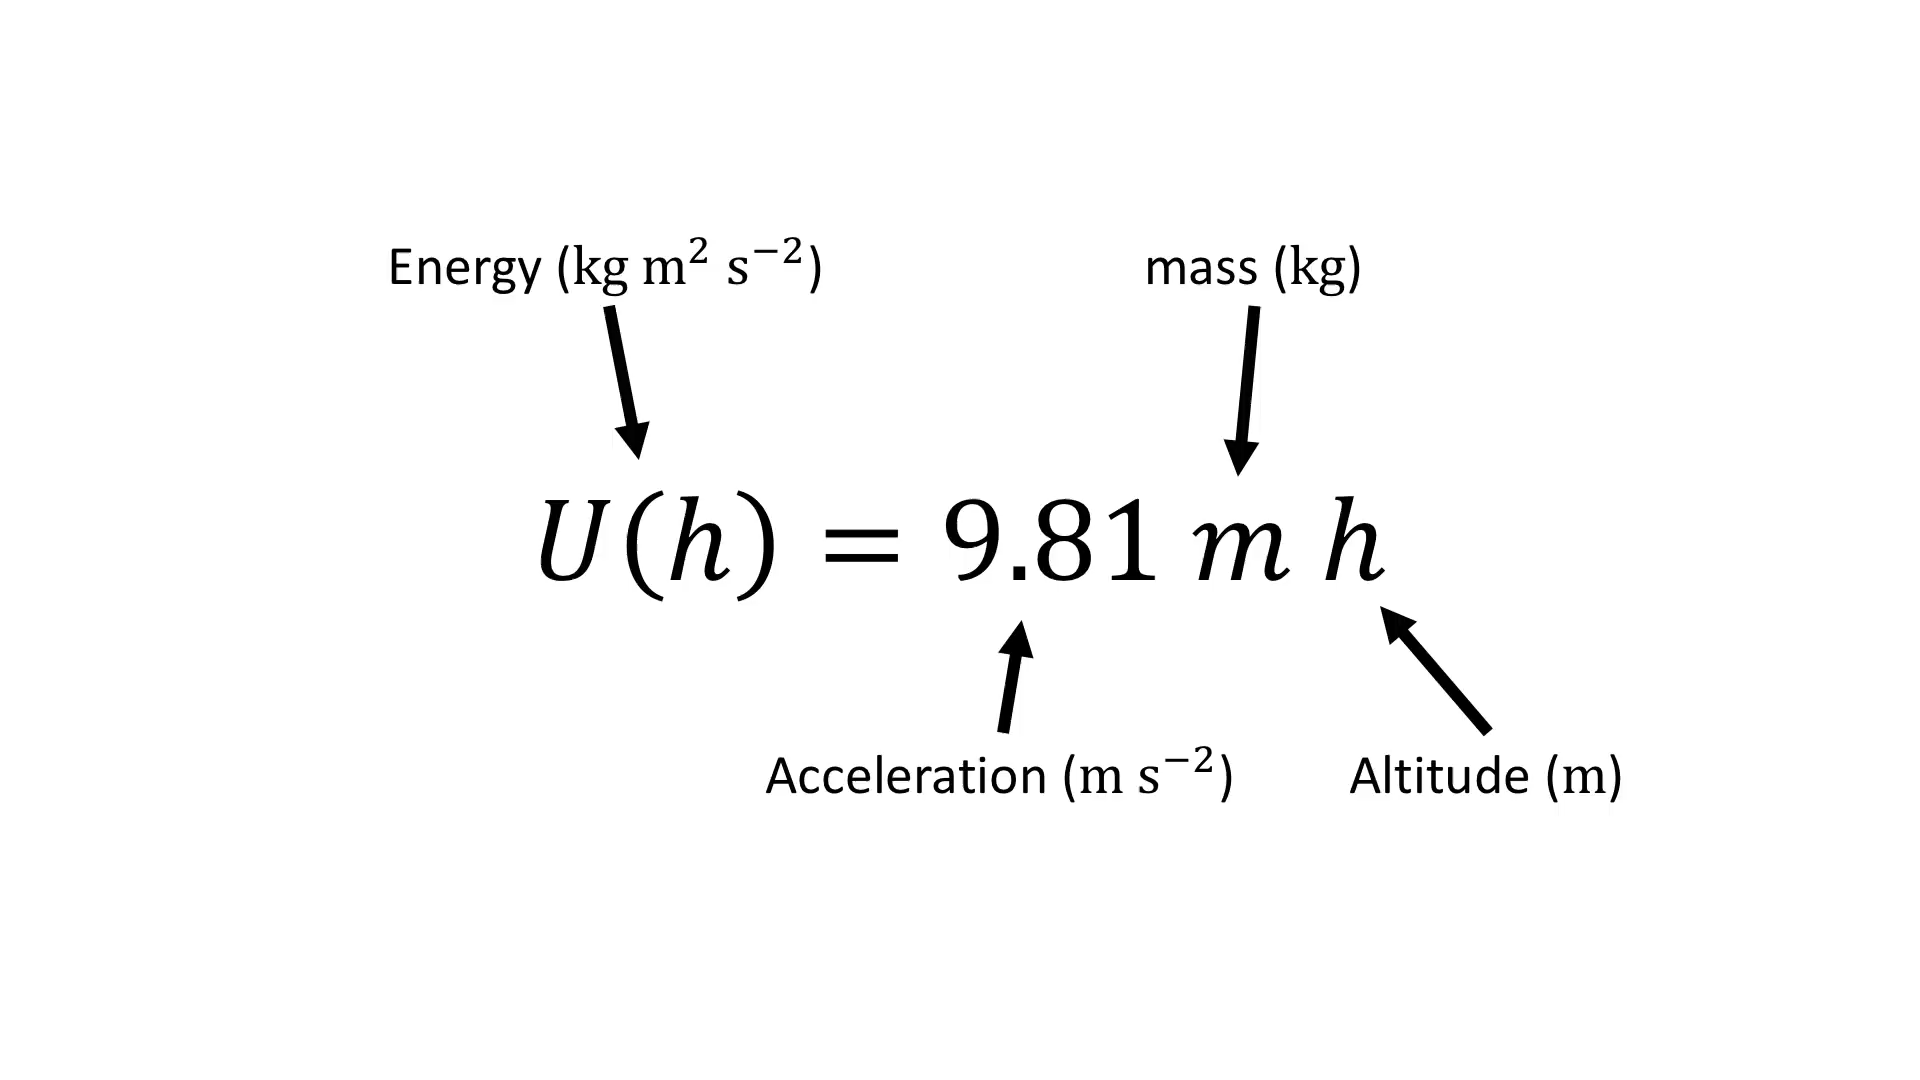 Energy (kg m² s⁻²)
mass (kg)
U(h) = 9.81 m h
Acceleration (m s⁻²)
Altitude (m)